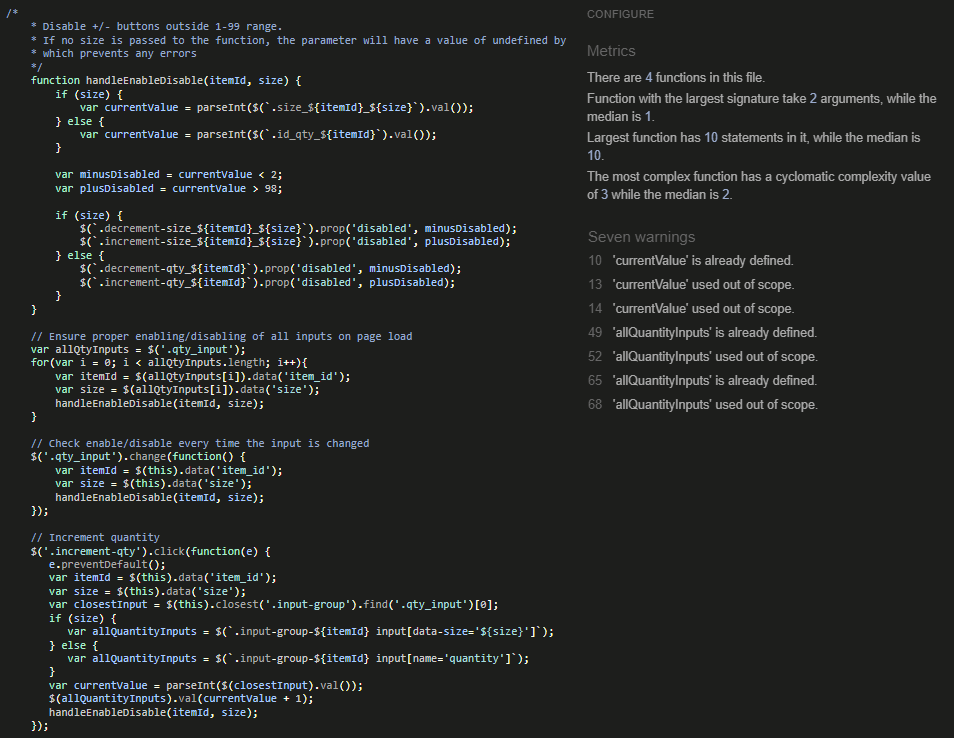 /*
* Disable +/- buttons outside 1-99 range.
* If no size is passed to the function, the parameter will have a value of undefined by
* which prevents any errors
*/
function handleEnableDisable(itemId, size) {
if (size) {
var currentValue = parseInt($(`.size_${itemId}_${size}`).val());
} else {
var currentValue = parseInt($(`.id_qty_${itemId}`).val());
}
var minusDisabled = currentValue < 2;
var plusDisabled = currentValue > 98;
if (size) {
$(`.decrement-size_${itemId}_${size}`).prop('disabled', minusDisabled);
$(`.increment-size_${itemId}_${size}`).prop('disabled', plusDisabled);
} else {
$(`.decrement-qty_${itemId}`).prop('disabled', minusDisabled);
$(`.increment-qty_${itemId}`).prop('disabled', plusDisabled);
}
}
// Ensure proper enabling/disabling of all inputs on page load
var allQtyInputs = $('.qty_input');
for(var i = 0; i < allQtyInputs.length; i++){
var itemId = $(allQtyInputs[i]).data('item_id');
var size = $(allQtyInputs[i]).data('size');
handleEnableDisable(itemId, size);
}
// Check enable/disable every time the input is changed
$('.qty_input').change(function() {
var itemId = $(this).data('item_id');
var size = $(this).data('size');
handleEnableDisable(itemId, size);
});
// Increment quantity
$('.increment-qty').click(function(e) {
e.preventDefault();
var itemId = $(this).data('item_id');
var size = $(this).data('size');
var closestInput = $(this).closest('.input-group').find('.qty_input')[0];
if (size) {
var allQuantityInputs = $(`.input-group-${itemId} input[data-size='${size}']`);
} else {
var allQuantityInputs = $(`.input-group-${itemId} input[name='quantity']`);
}
var currentValue = parseInt($(closestInput).val());
$(allQuantityInputs).val(currentValue + 1);
handleEnableDisable(itemId, size);
});
CONFIGURE
Metrics
There are 4 functions in this file.
Function with the largest signature take 2 arguments, while the
median is 1.
Largest function has 10 statements in it, while the median is
10.
The most complex function has a cyclomatic complexity value
of 3 while the median is 2.
Seven warnings
10 'currentValue' is already defined.
13 'currentValue' used out of scope.
14 'currentValue' used out of scope.
49 'allQuantityInputs' is already defined.
52 'allQuantityInputs' used out of scope.
65 'allQuantityInputs' is already defined.
68 'allQuantityInputs' used out of scope.